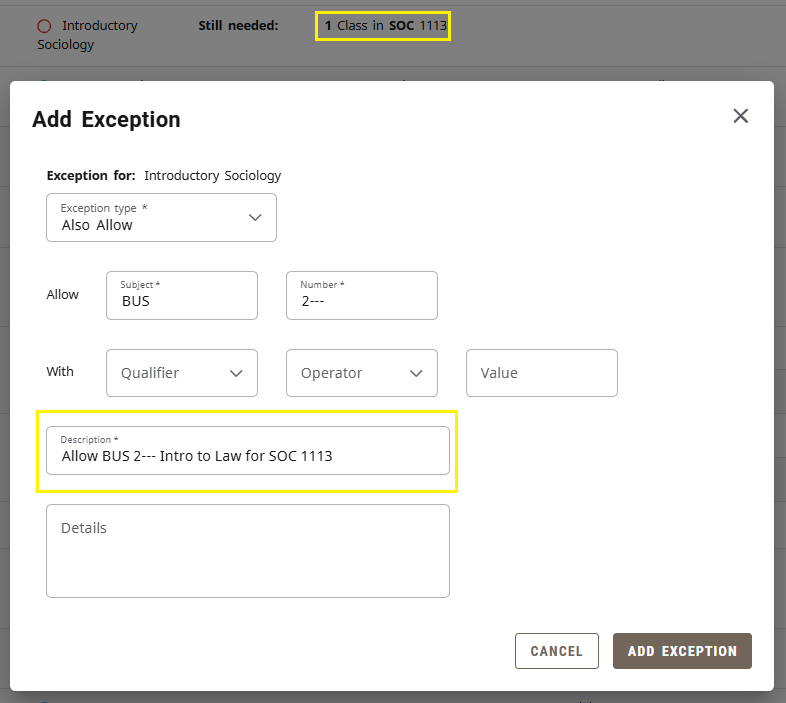 Introductory Still needed: 1 Class in SOC 1113
Sociology
Add Exception
Exception for: Introductory Sociology
Exception type *
Also Allow
Allow
Subject *
BUS
Number *
2---
With
Qualifier
Operator
Value
Description *
Allow BUS 2--- Intro to Law for SOC 1113
Details
CANCEL
ADD EXCEPTION